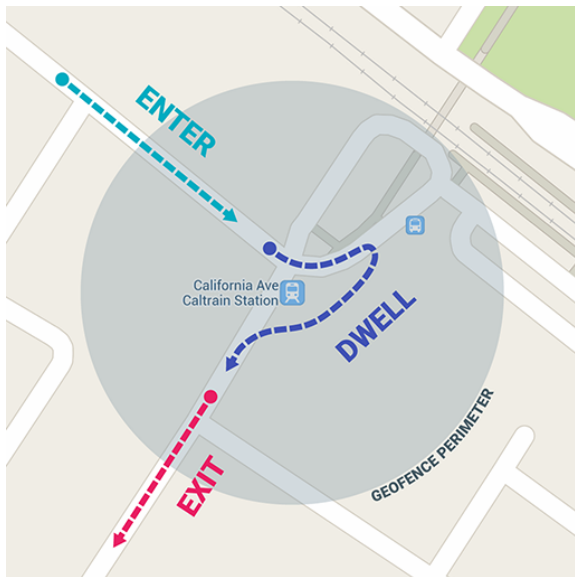 ENTER
California Ave
Caltrain Station
DWELL
GEOFENCE PERIMETER
EXIT